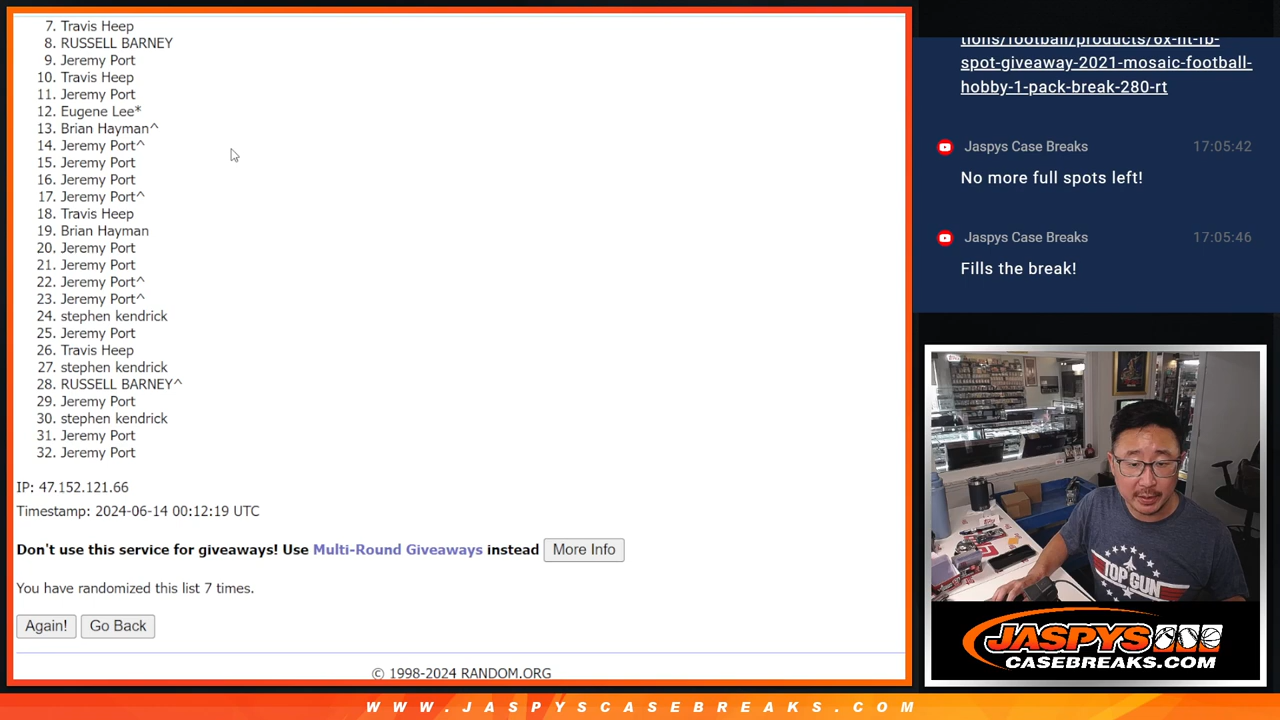 7. Travis Heep
8. RUSSELL BARNEY
9. Jeremy Port
10. Travis Heep
11. Jeremy Port
12. Eugene Lee*
13. Brian Hayman^
14. Jeremy Port^
15. Jeremy Port
16. Jeremy Port
17. Jeremy Port^
18. Travis Heep
19. Brian Hayman
20. Jeremy Port
21. Jeremy Port
22. Jeremy Port^
23. Jeremy Port^
24. stephen kendrick
25. Jeremy Port
26. Travis Heep
27. stephen kendrick
28. RUSSELL BARNEY^
29. Jeremy Port
30. stephen kendrick
31. Jeremy Port
32. Jeremy Port
IP: 47.152.121.66
Timestamp: 2024-06-14 00:12:19 UTC
Don't use this service for giveaways! Use Multi-Round Giveaways instead More Info
You have randomized this list 7 times.
Again! Go Back
© 1998-2024 RANDOM.ORG
tions/football/products/6x-nt-fb-
spot-giveaway-2021-mosaic-football-
hobby-1-pack-break-280-rt
Jaspys Case Breaks 17:05:42
No more full spots left!
Jaspys Case Breaks 17:05:46
Fills the break!
TOP GUN
JASPYS
CASEBREAKS.COM
WWW.JASPYSCASEBREAKS.COM